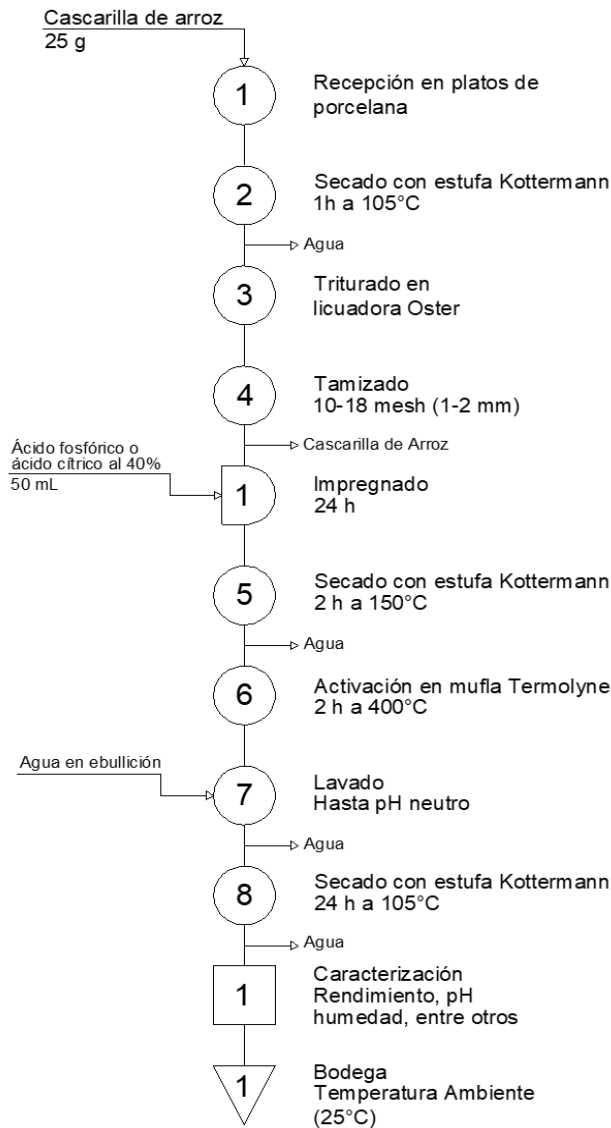 Cascarilla de arroz
25 g
1
Recepción en platos de
porcelana
2
Secado con estufa Kottermann
1h a 105°C
Agua
3
Triturado en
licuadora Oster
4
Tamizado
10-18 mesh (1-2 mm)
Cascarilla de Arroz
Ácido fosfórico o
ácido cítrico al 40%
50 mL
1
Impregnado
24 h
5
Secado con estufa Kottermann
2 h a 150°C
Agua
6
Activación en mufla Termolyne
2 h a 400°C
Agua en ebullición
7
Lavado
Hasta pH neutro
Agua
8
Secado con estufa Kottermann
24 h a 105°C
Agua
1
Caracterización
Rendimiento, pH
humedad, entre otros
1
Bodega
Temperatura Ambiente
(25°C)